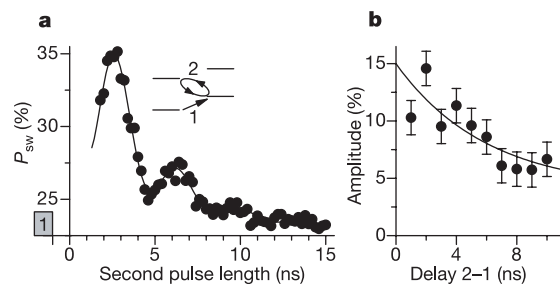 a
35
30
25
P_sw (%)
2
1
1
0 5 10 15
Second pulse length (ns)
b
15
10
5
0
Amplitude (%)
0 4 8
Delay 2–1 (ns)